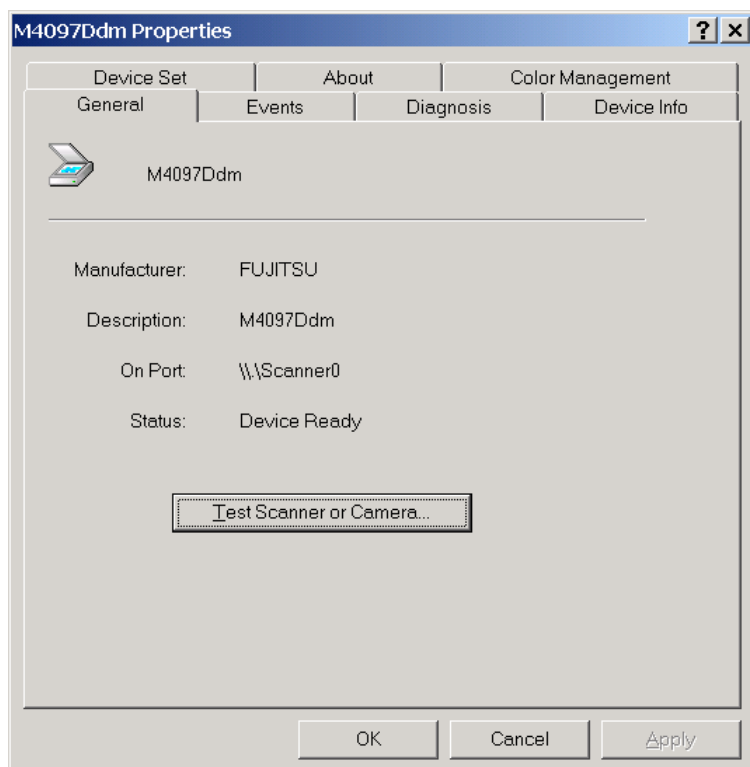 M4097Ddm Properties
Device Set About Color Management
General Events Diagnosis Device Info
M4097Ddm
Manufacturer: FUJITSU
Description: M4097Ddm
On Port: \\.\Scanner0
Status: Device Ready
Test Scanner or Camera...
OK Cancel Apply